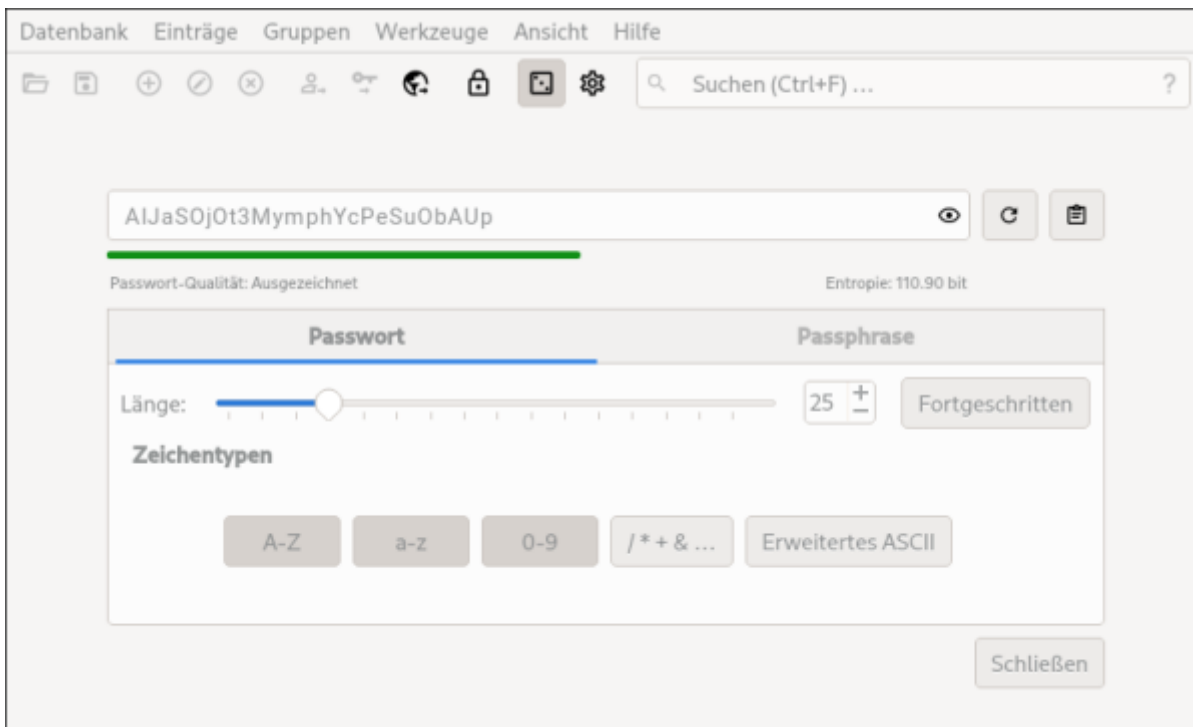 Datenbank Einträge Gruppen Werkzeuge Ansicht Hilfe
Suchen (Ctrl+F) ... ?
AIJaSOjOt3MymphYcPeSuObAUp
Passwort-Qualität: Ausgezeichnet Entropie: 110.90 bit
Passwort Passphrase
Länge: 25 + − Fortgeschritten
Zeichentypen
A-Z a-z 0-9 / * + & ... Erweitertes ASCII
Schließen